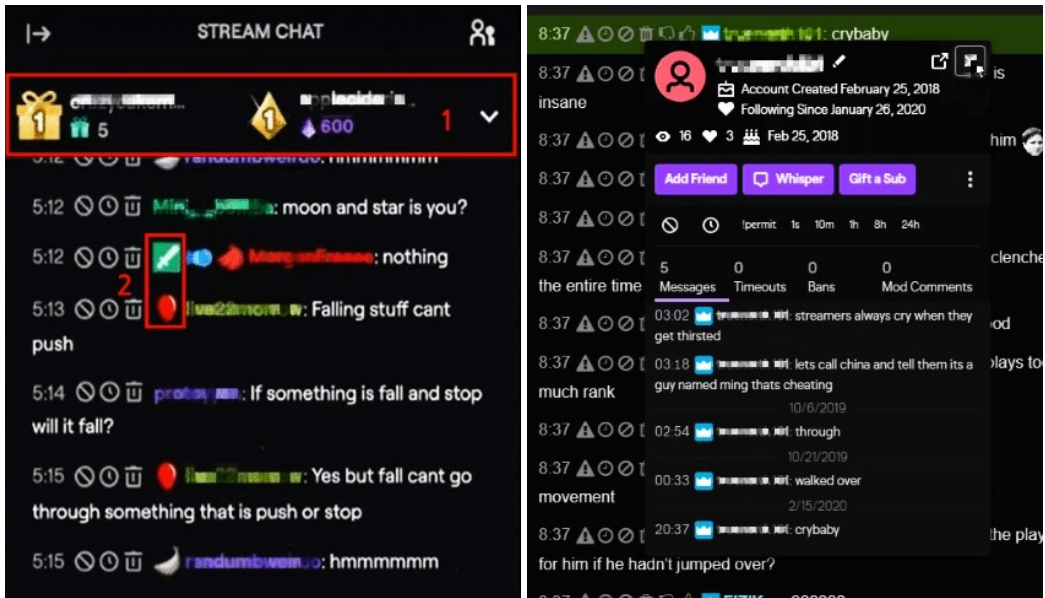 STREAM CHAT
1
5
1
600
1
5:12 hmmmmmmm
5:12 : moon and star is you?
5:12 : nothing
2
5:13 : Falling stuff cant
push
5:14 : If something is fall and stop
will it fall?
5:15 : Yes but fall cant go
through something that is push or stop
5:15 : hmmmmmmm
8:37 : crybaby
8:37 is
insane
8:37 him
8:37
8:37
8:37 clenche
the entire time
8:37 od
8:37 plays to
much rank
8:37
8:37
movement
8:37 the play
for him if he hadn't jumped over?
Account Created February 25, 2018
Following Since January 26, 2020
16 3 Feb 25, 2018
Add Friend Whisper Gift a Sub
!permit 1s 10m 1h 8h 24h
5 0 0 0
Messages Timeouts Bans Mod Comments
03:02 : streamers always cry when they
get thirsted
03:18 : lets call china and tell them its a
guy named ming thats cheating
10/6/2019
02:54 : through
10/21/2019
00:33 : walked over
2/15/2020
20:37 : crybaby